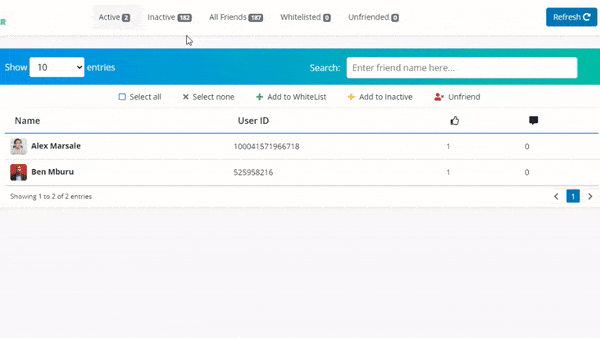 Active 2 Inactive 182 All Friends 187 Whitelisted 0 Unfriended 0 Refresh
Show 10 entries Search: Enter friend name here...
Select all Select none Add to WhiteList Add to Inactive Unfriend
Name User ID
Alex Marsale 100041571966718 1 0
Ben Mburu 525958216 1 0
Showing 1 to 2 of 2 entries 1